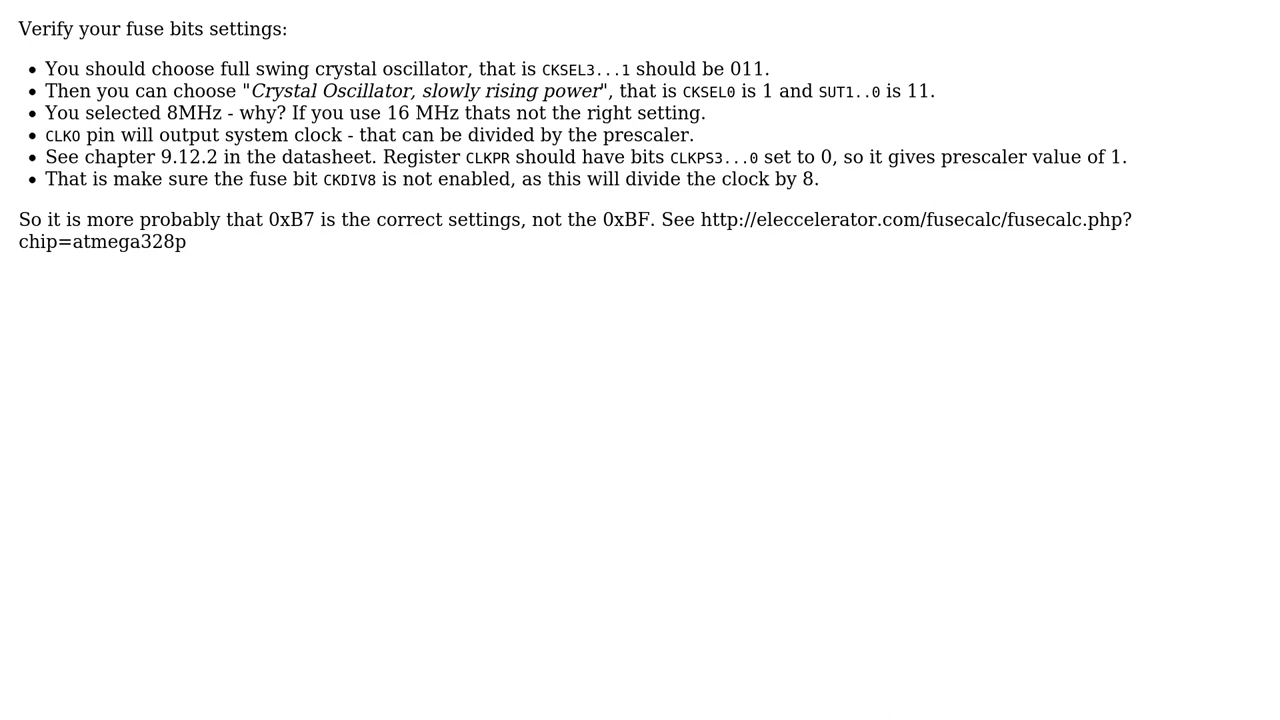 Verify your fuse bits settings:
• You should choose full swing crystal oscillator, that is CKSEL3...1 should be 011.
• Then you can choose "Crystal Oscillator, slowly rising power", that is CKSEL0 is 1 and SUT1..0 is 11.
• You selected 8MHz - why? If you use 16 MHz thats not the right setting.
• CLKO pin will output system clock - that can be divided by the prescaler.
• See chapter 9.12.2 in the datasheet. Register CLKPR should have bits CLKPS3...0 set to 0, so it gives prescaler value of 1.
• That is make sure the fuse bit CKDIV8 is not enabled, as this will divide the clock by 8.
So it is more probably that 0xB7 is the correct settings, not the 0xBF. See http://eleccelerator.com/fusecalc/fusecalc.php?
chip=atmega328p